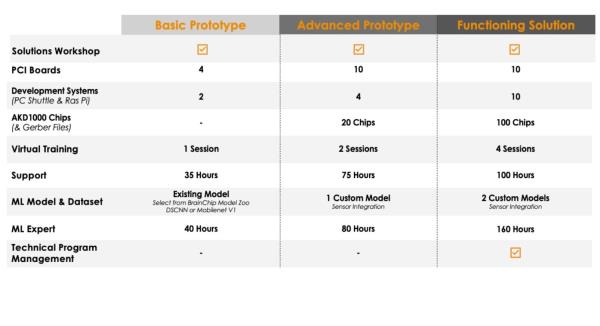 Basic Prototype Advanced Prototype Functioning Solution
Solutions Workshop
PCI Boards 4 10 10
Development Systems
(PC Shuttle & Ras Pi) 2 4 10
AKD1000 Chips
(& Gerber Files) - 20 Chips 100 Chips
Virtual Training 1 Session 2 Sessions 4 Sessions
Support 35 Hours 75 Hours 100 Hours
ML Model & Dataset Existing Model
Select from BrainChip Model Zoo
DSCNN or Mobilenet V1
1 Custom Model
Sensor Integration
2 Custom Models
Sensor Integration
ML Expert 40 Hours 80 Hours 160 Hours
Technical Program
Management - -